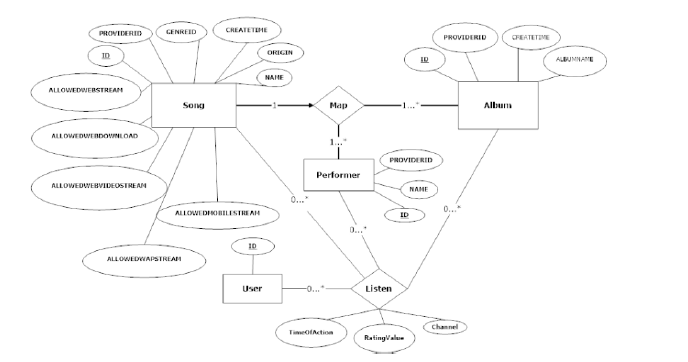 PROVIDERID
GENREID
CREATETIME
ORIGIN
NAME
ID
ALLOWEDWEBSTREAM
ALLOWEDWEBDOWNLOAD
ALLOWEDWEBVIDEOSTREAM
ALLOWEDWAPSTREAM
ALLOWEDMOBILESTREAM
Song
1
Map
1...*
Album
PROVIDERID
CREATETIME
ID
ALBUMNAME
1...*
Performer
PROVIDERID
NAME
ID
0...*
0...*
0...*
ID
User
0...*
Listen
TimeOfAction
RatingValue
Channel